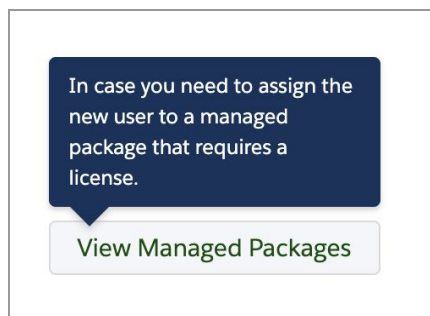 In case you need to assign the
new user to a managed
package that requires a
license.
View Managed Packages